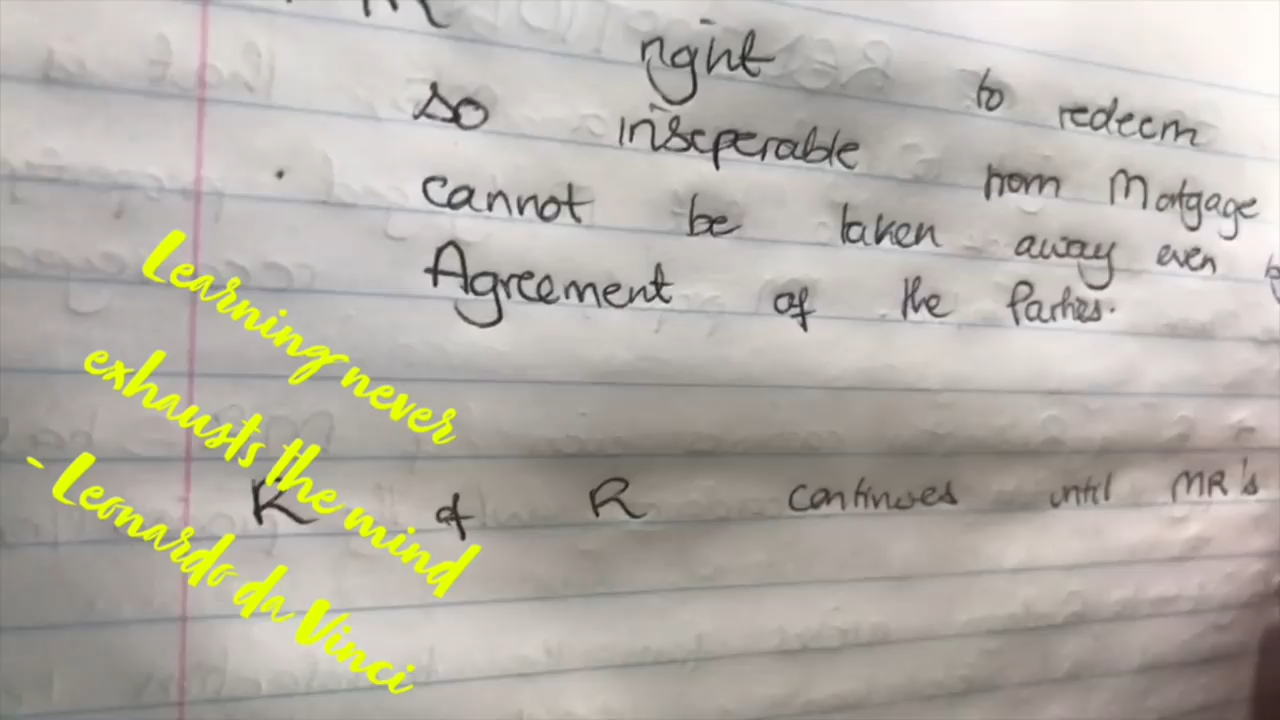 right to redeem
so inseperable from Mortgage
cannot be taken away even
Agreement of the Parties.
R of R continues until MR's
Learning never
exhausts the mind
- Leonardo da Vinci